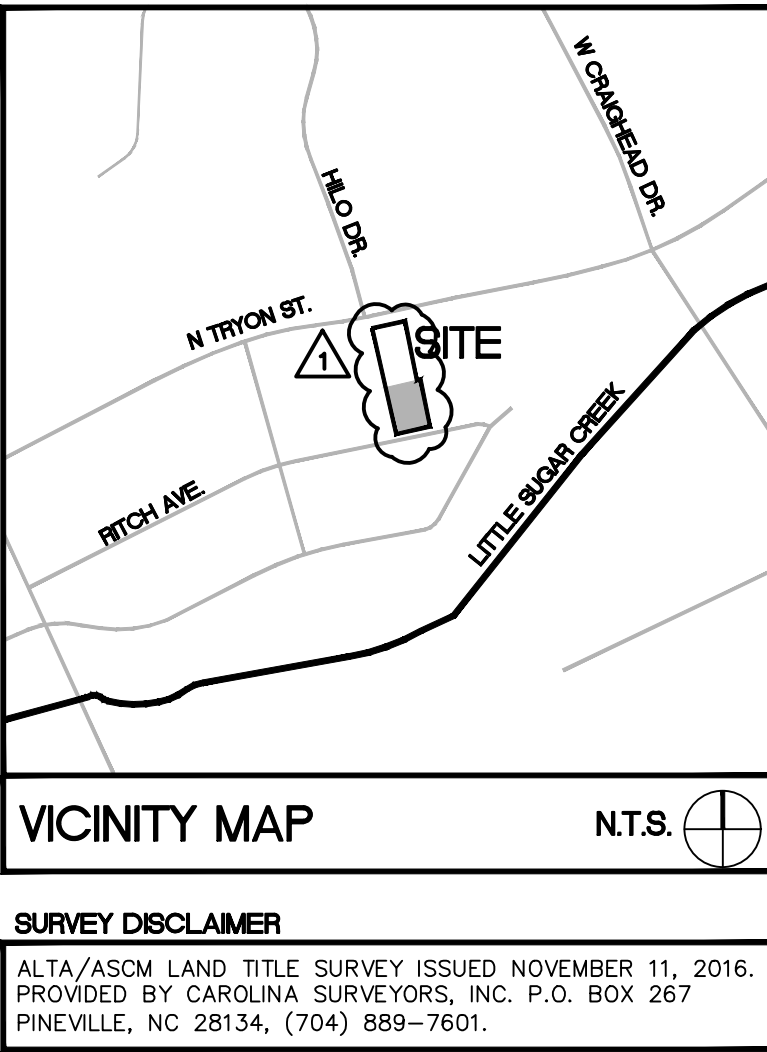 W CRAIGHEAD DR.
HILO DR.
N TRYON ST.
1
SITE
LITTLE SUGAR CREEK
RITCH AVE.
VICINITY MAP
N.T.S.
SURVEY DISCLAIMER
ALTA/ASCM LAND TITLE SURVEY ISSUED NOVEMBER 11, 2016.
PROVIDED BY CAROLINA SURVEYORS, INC. P.O. BOX 267
PINEVILLE, NC 28134, (704) 889-7601.